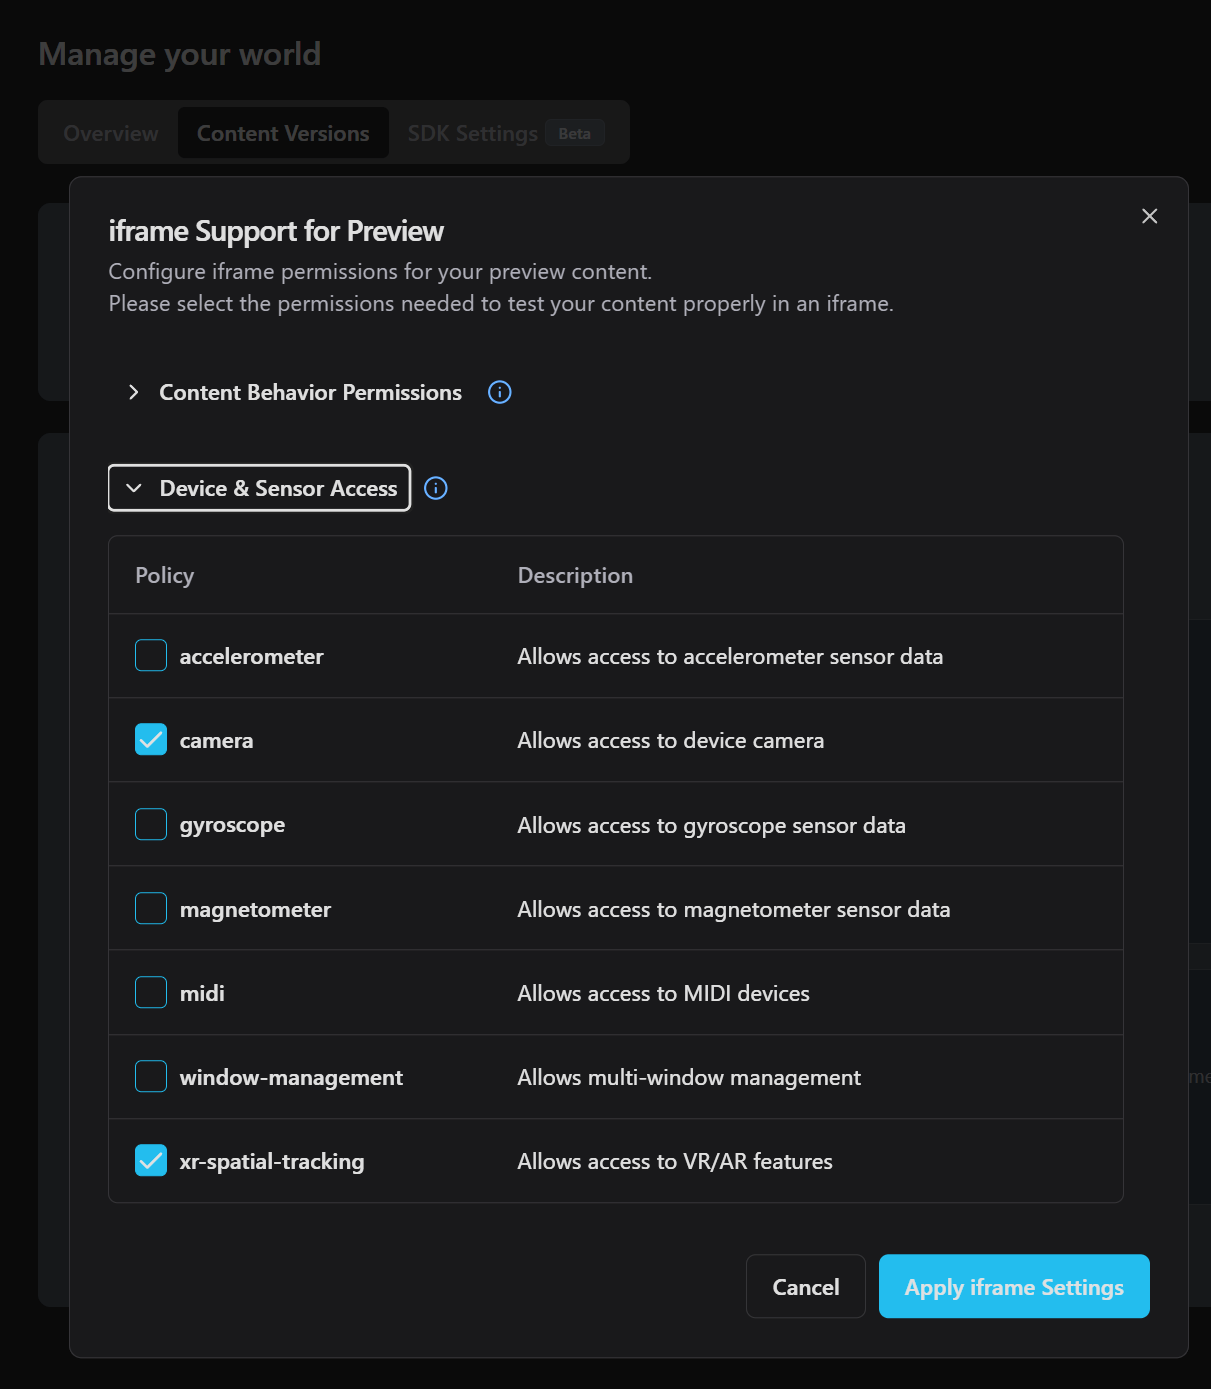 Manage your world
Overview
Content Versions
SDK Settings Beta
iframe Support for Preview
Configure iframe permissions for your preview content.
Please select the permissions needed to test your content properly in an iframe.
Content Behavior Permissions
Device & Sensor Access
Policy Description
accelerometer Allows access to accelerometer sensor data
camera Allows access to device camera
gyroscope Allows access to gyroscope sensor data
magnetometer Allows access to magnetometer sensor data
midi Allows access to MIDI devices
window-management Allows multi-window management
xr-spatial-tracking Allows access to VR/AR features
Cancel Apply iframe Settings